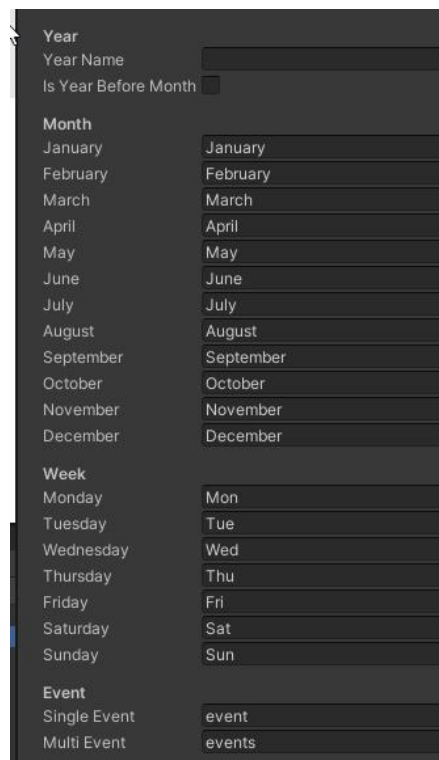 Year
Year Name
Is Year Before Month
Month
January January
February February
March March
April April
May May
June June
July July
August August
September September
October October
November November
December December
Week
Monday Mon
Tuesday Tue
Wednesday Wed
Thursday Thu
Friday Fri
Saturday Sat
Sunday Sun
Event
Single Event event
Multi Event events